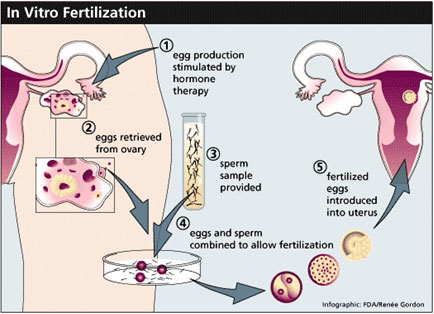 In Vitro Fertilization
1
egg production
stimulated by
hormone
therapy
2
eggs retrieved
from ovary
3
sperm
sample
provided
4
eggs and sperm
combined to allow fertilization
5
fertilized
eggs
introduced
into uterus
Infographic: FDA/Renée Gordon